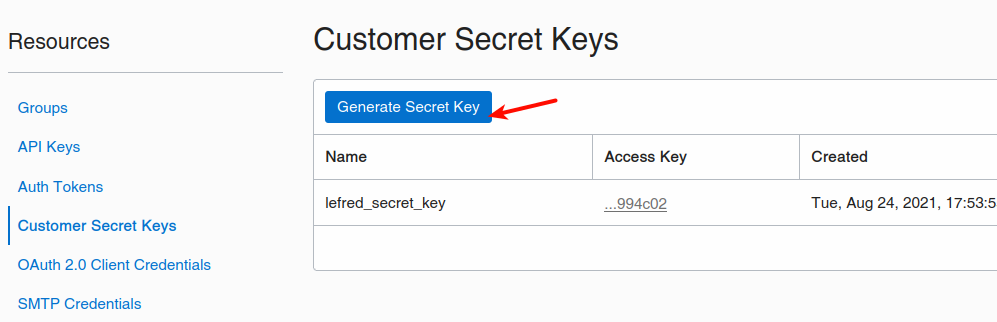 Resources
Groups
API Keys
Auth Tokens
Customer Secret Keys
OAuth 2.0 Client Credentials
SMTP Credentials
Customer Secret Keys
Generate Secret Key
Name Access Key Created
lefred_secret_key ...994c02 Tue, Aug 24, 2021, 17:53:5